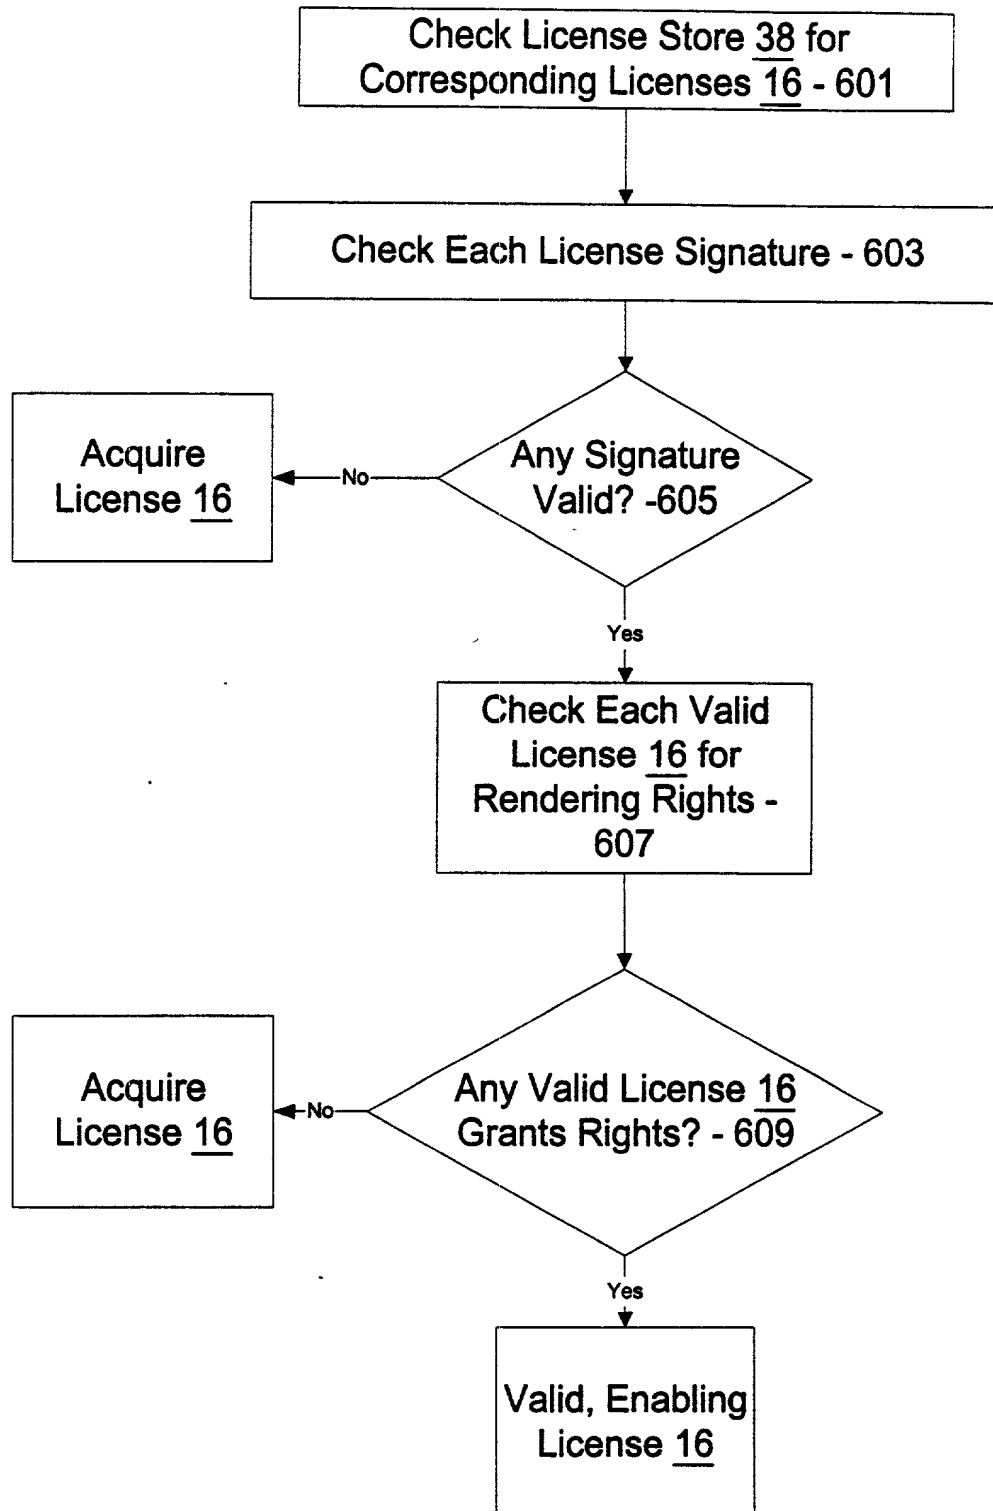 Check License Store 38 for
Corresponding Licenses 16 - 601
Check Each License Signature - 603
Any Signature
Valid? -605
No
Acquire
License 16
Yes
Check Each Valid
License 16 for
Rendering Rights -
607
Any Valid License 16
Grants Rights? - 609
No
Acquire
License 16
Yes
Valid, Enabling
License 16